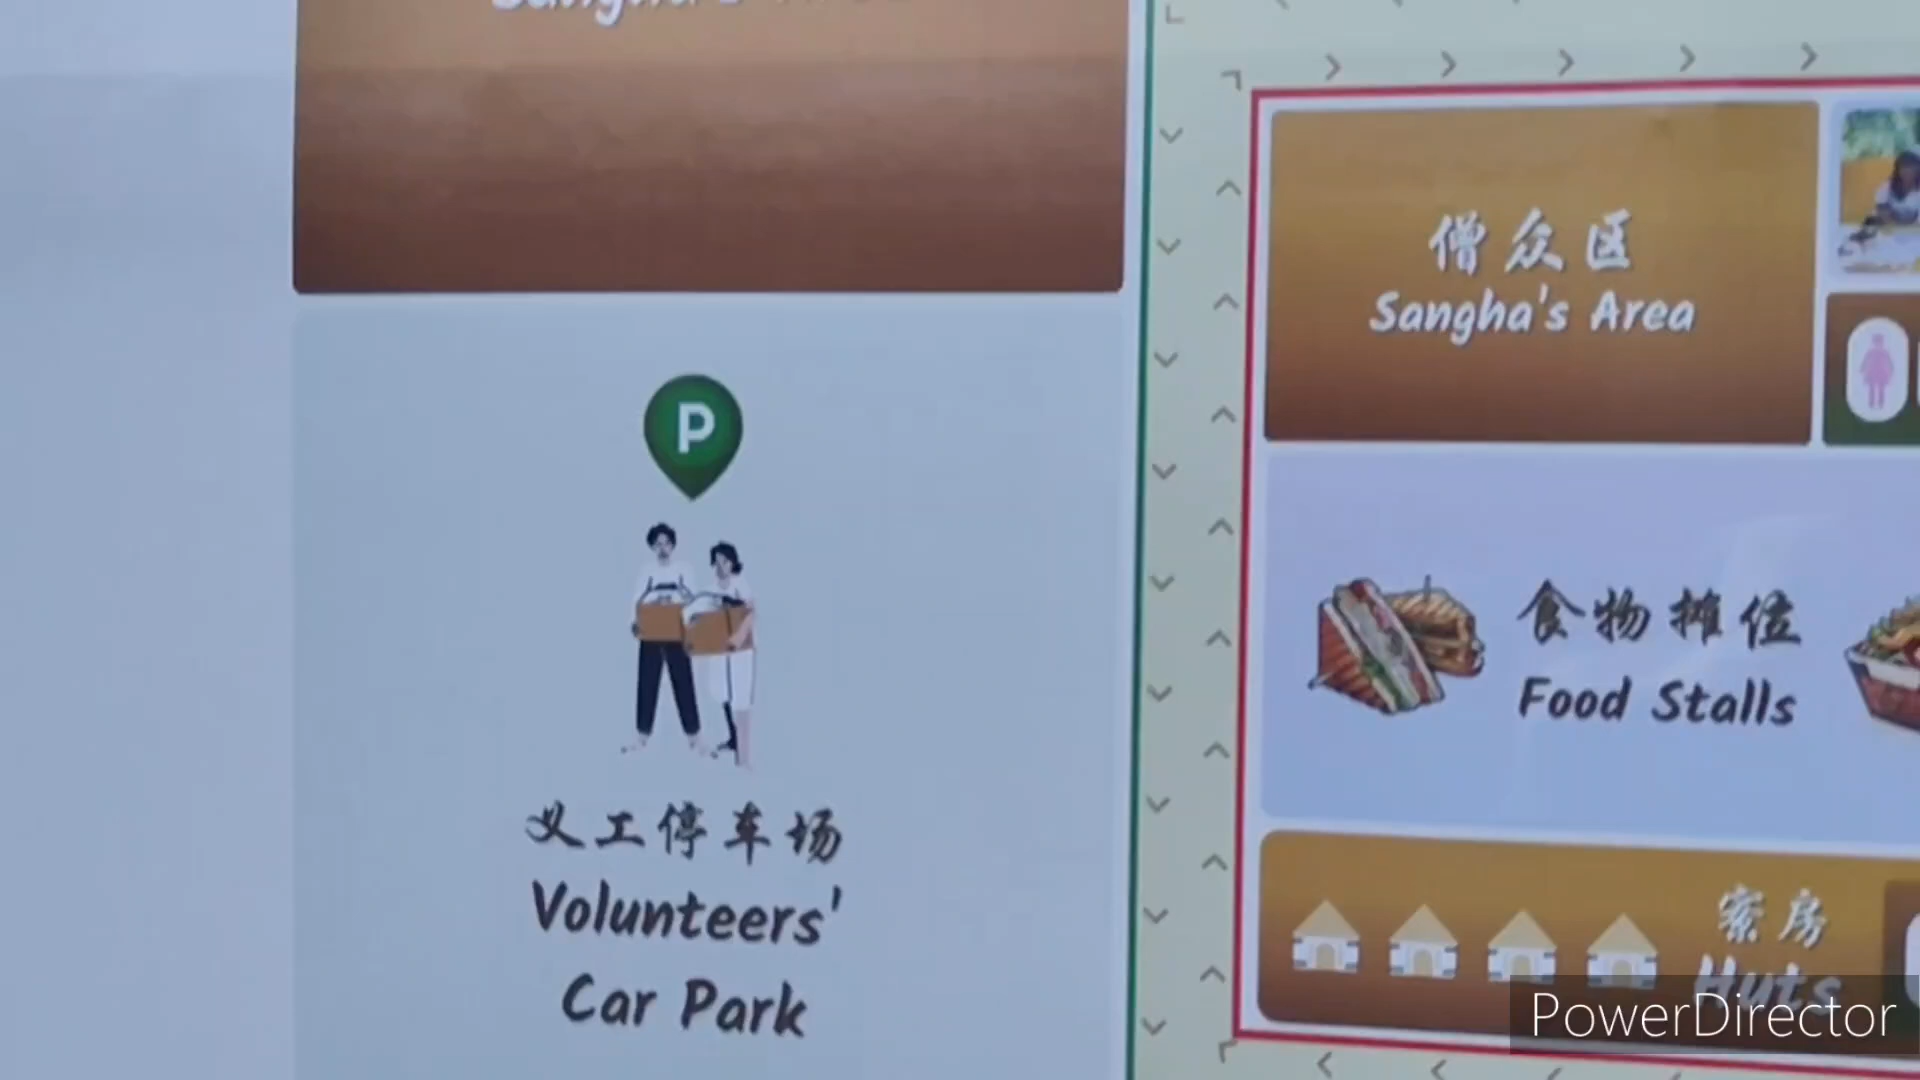 Sangha's
P
义工停车场
Volunteers'
Car Park
僧众区
Sangha's Area
食物摊位
Food Stalls
寮房
Huts
PowerDirector